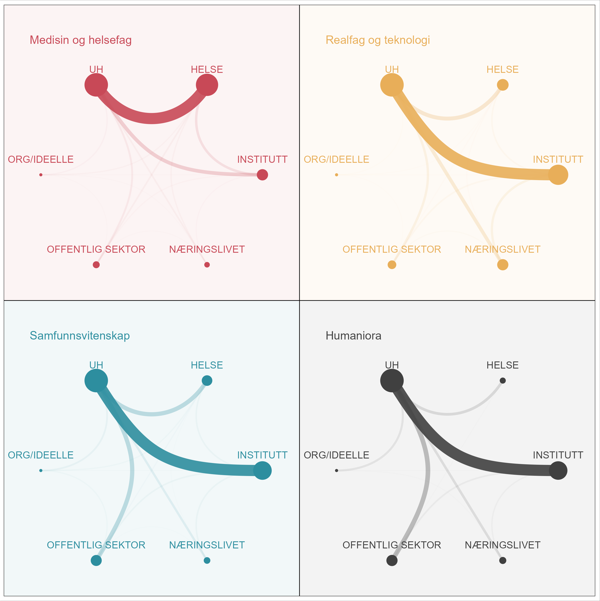 Medisin og helsefag
UH
HELSE
ORG/IDEELLE
INSTITUTT
OFFENTLIG SEKTOR
NÆRINGSLIVET
Realfag og teknologi
UH
HELSE
ORG/IDEELLE
INSTITUTT
OFFENTLIG SEKTOR
NÆRINGSLIVET
Samfunnsvitenskap
UH
HELSE
ORG/IDEELLE
INSTITUTT
OFFENTLIG SEKTOR
NÆRINGSLIVET
Humaniora
UH
HELSE
ORG/IDEELLE
INSTITUTT
OFFENTLIG SEKTOR
NÆRINGSLIVET